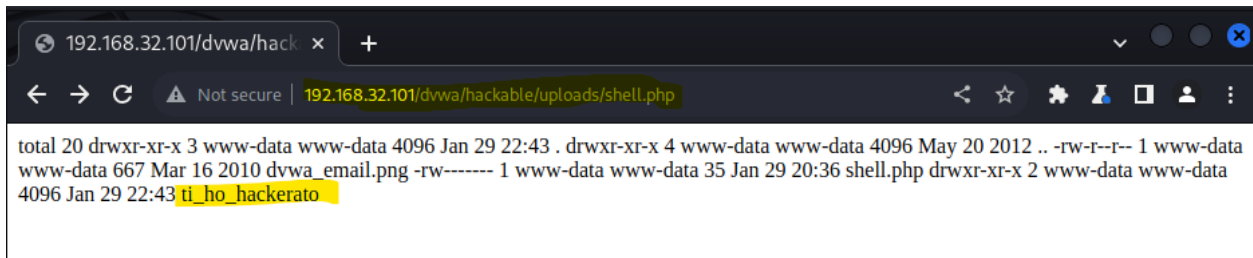 192.168.32.101/dvwa/hack
Not secure | 192.168.32.101/dvwa/hackable/uploads/shell.php
total 20 drwxr-xr-x 3 www-data www-data 4096 Jan 29 22:43 . drwxr-xr-x 4 www-data www-data 4096 May 20 2012 .. -rw-r--r-- 1 www-data
www-data 667 Mar 16 2010 dvwa_email.png -rw------- 1 www-data www-data 35 Jan 29 20:36 shell.php drwxr-xr-x 2 www-data www-data
4096 Jan 29 22:43 ti_ho_hackerato